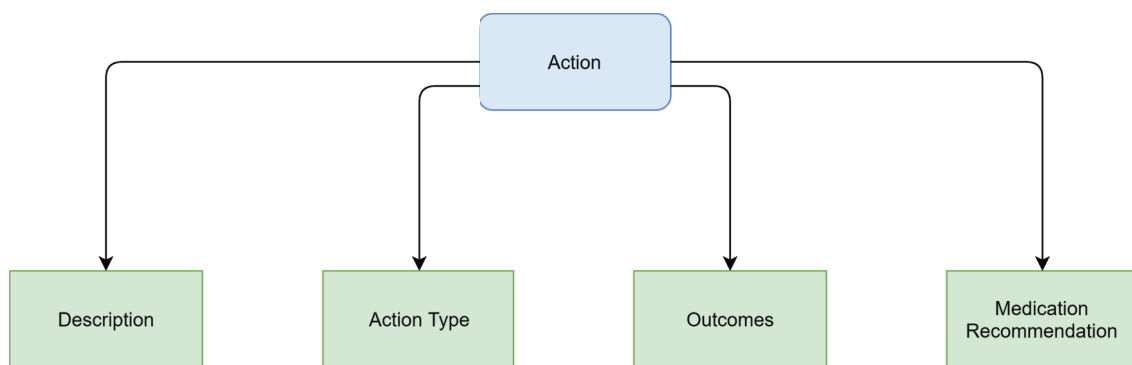 Action
Description
Action Type
Outcomes
Medication
Recommendation